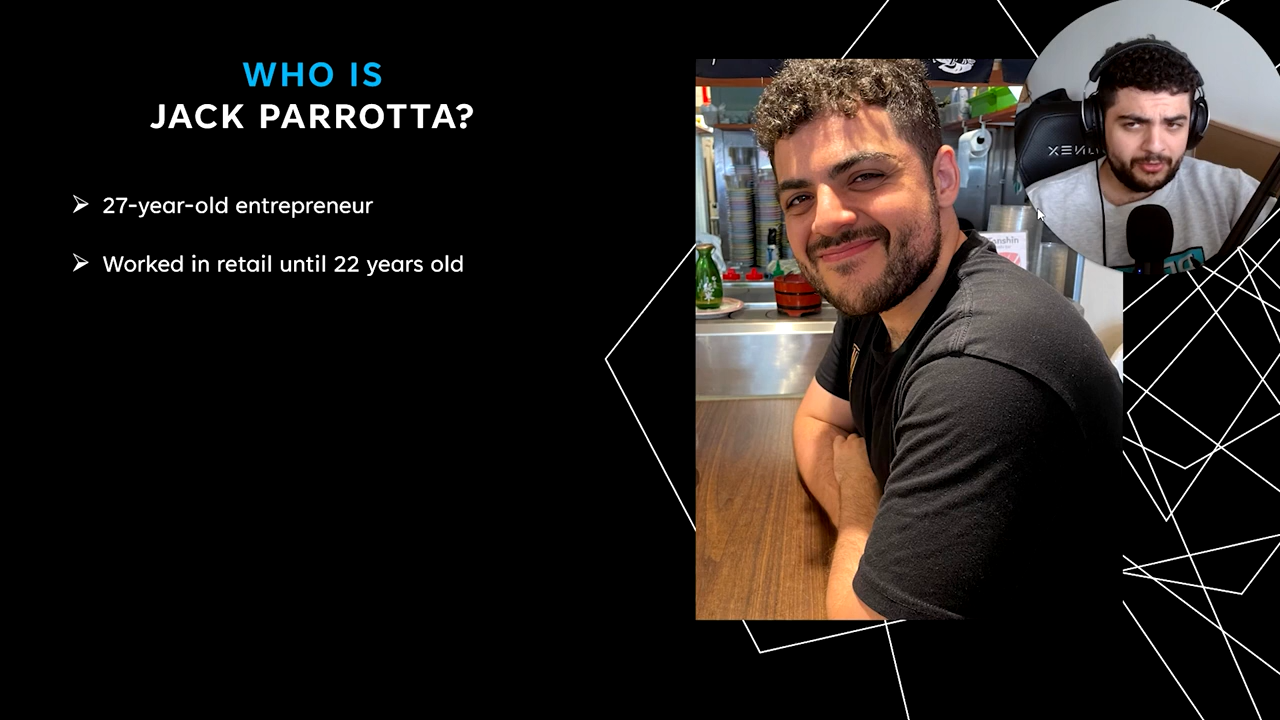 WHO IS
JACK PARROTTA?
27-year-old entrepreneur
Worked in retail until 22 years old